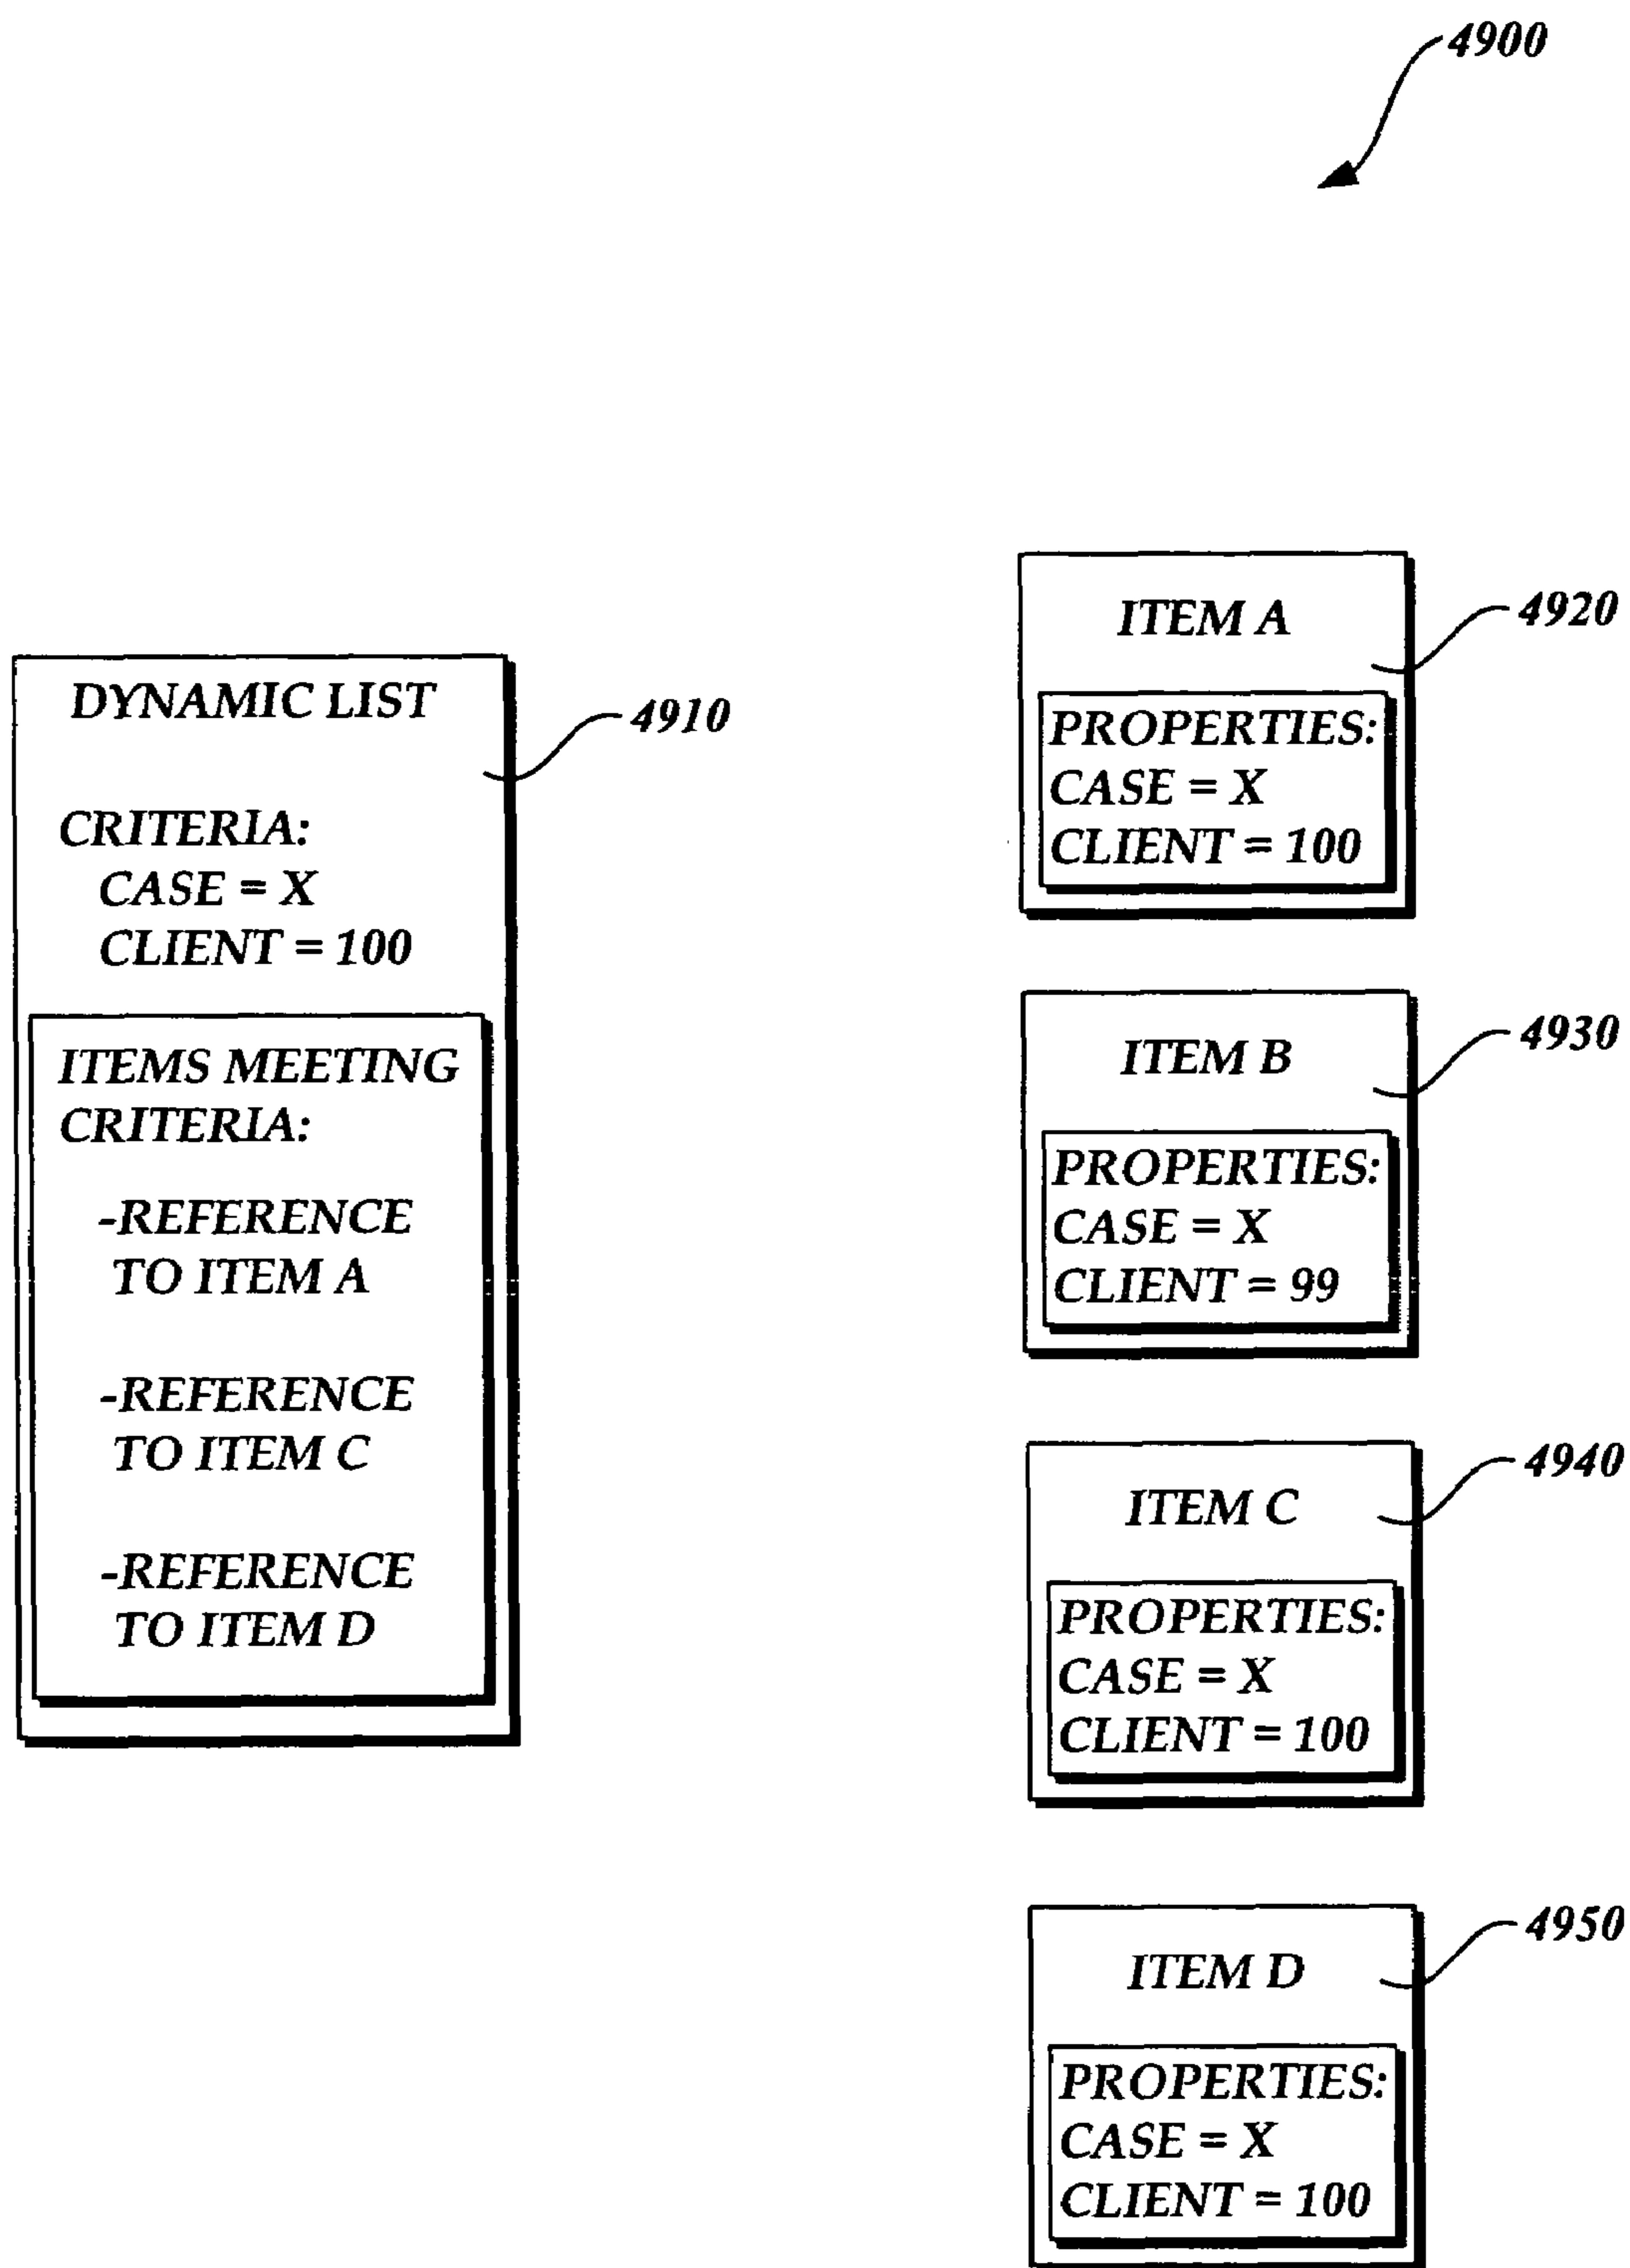 4900
DYNAMIC LIST
4910
CRITERIA:
CASE = X
CLIENT = 100
ITEMS MEETING
CRITERIA:
-REFERENCE
TO ITEM A
-REFERENCE
TO ITEM C
-REFERENCE
TO ITEM D
ITEM A
4920
PROPERTIES:
CASE = X
CLIENT = 100
ITEM B
4930
PROPERTIES:
CASE = X
CLIENT = 99
ITEM C
4940
PROPERTIES:
CASE = X
CLIENT = 100
ITEM D
4950
PROPERTIES:
CASE = X
CLIENT = 100